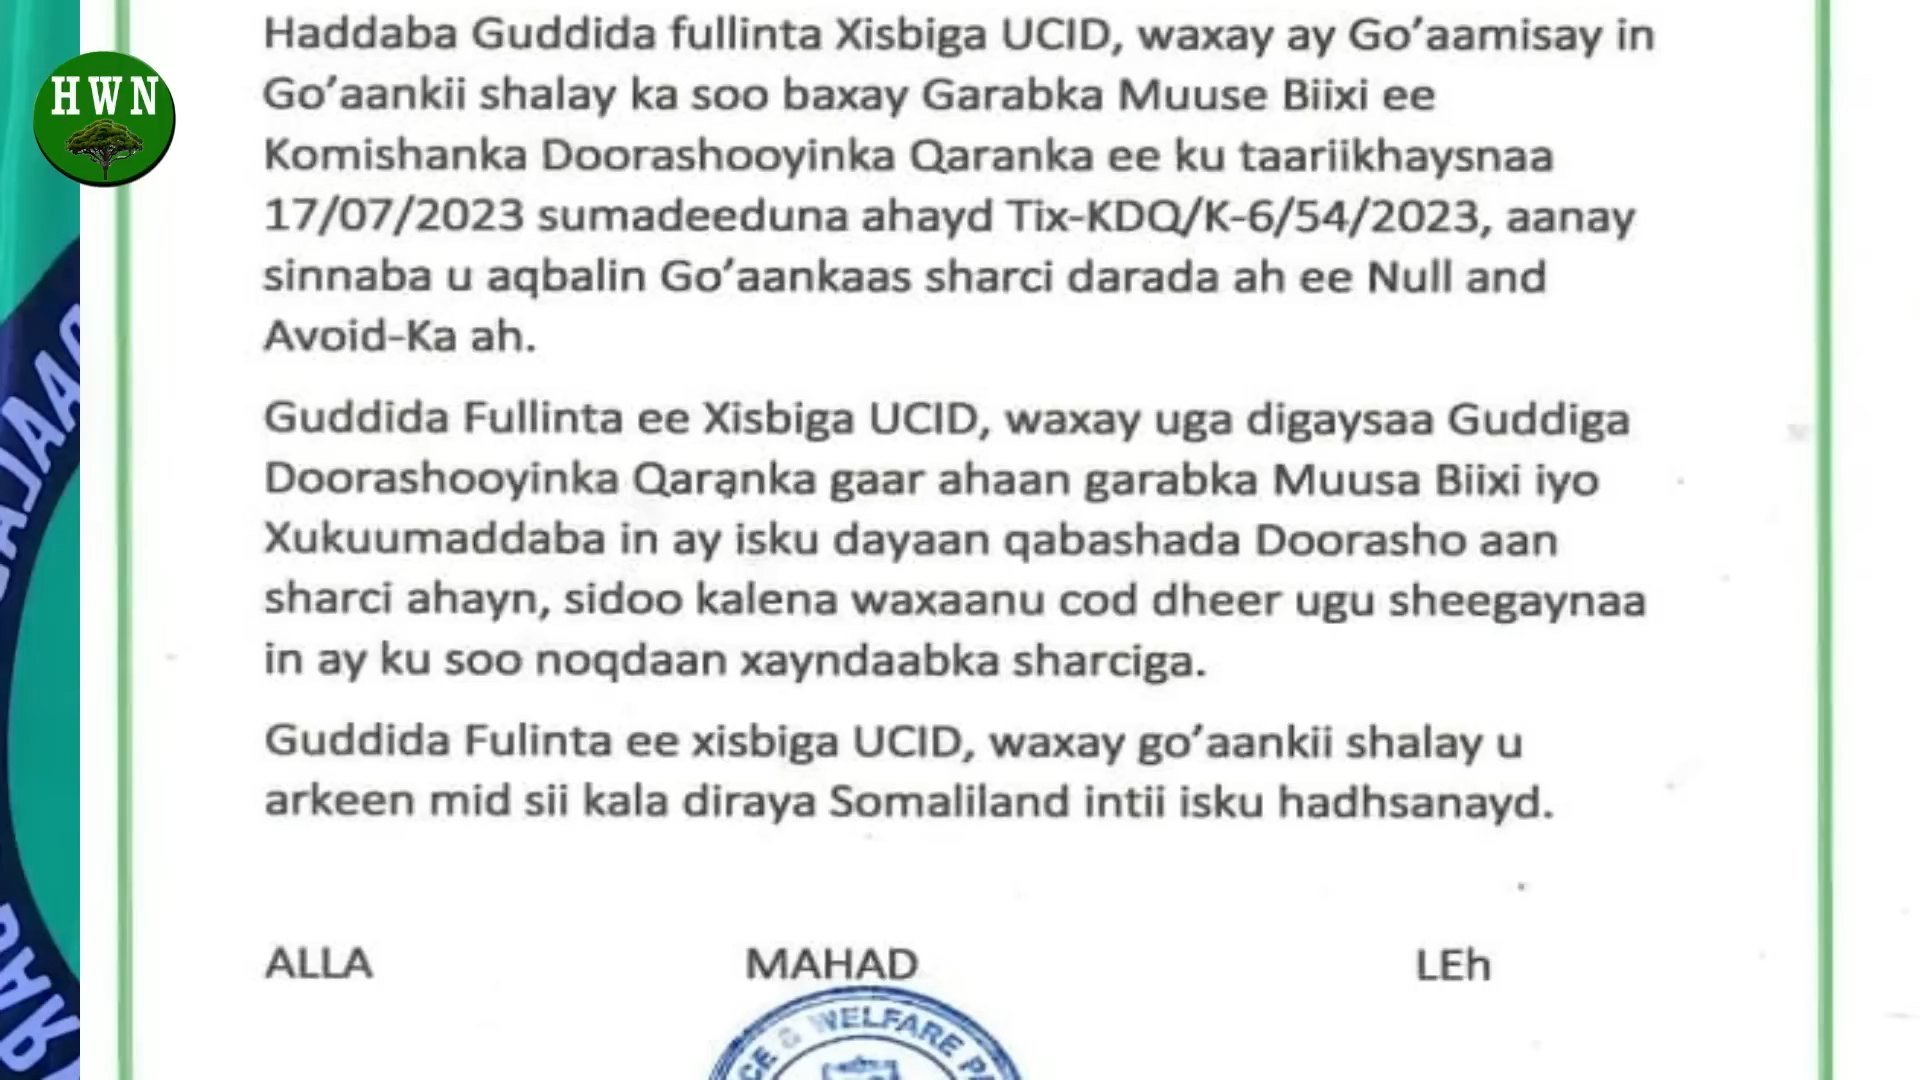 HWN
Haddaba Guddida fullinta Xisbiga UCID, waxay ay Go’aamisay in
Go’aankii shalay ka soo baxay Garabka Muuse Biixi ee
Komishanka Doorashooyinka Qaranka ee ku taariikhaysnaa
17/07/2023 sumadeeduna ahayd Tix-KDQ/K-6/54/2023, aanay
sinnaba u aqbalin Go’aankaas sharci darada ah ee Null and
Avoid-Ka ah.
Guddida Fullinta ee Xisbiga UCID, waxay uga digaysaa Guddiga
Doorashooyinka Qaranka gaar ahaan garabka Muusa Biixi iyo
Xukuumaddaba in ay isku dayaan qabashada Doorasho aan
sharci ahayn, sidoo kalena waxaanu cod dheer ugu sheegaynaa
in ay ku soo noqdaan xayndaabka sharciga.
Guddida Fulinta ee xisbiga UCID, waxay go’aankii shalay u
arkeen mid sii kala diraya Somaliland intii isku hadhsanayd.
ALLA MAHAD LEh
& WELFARE